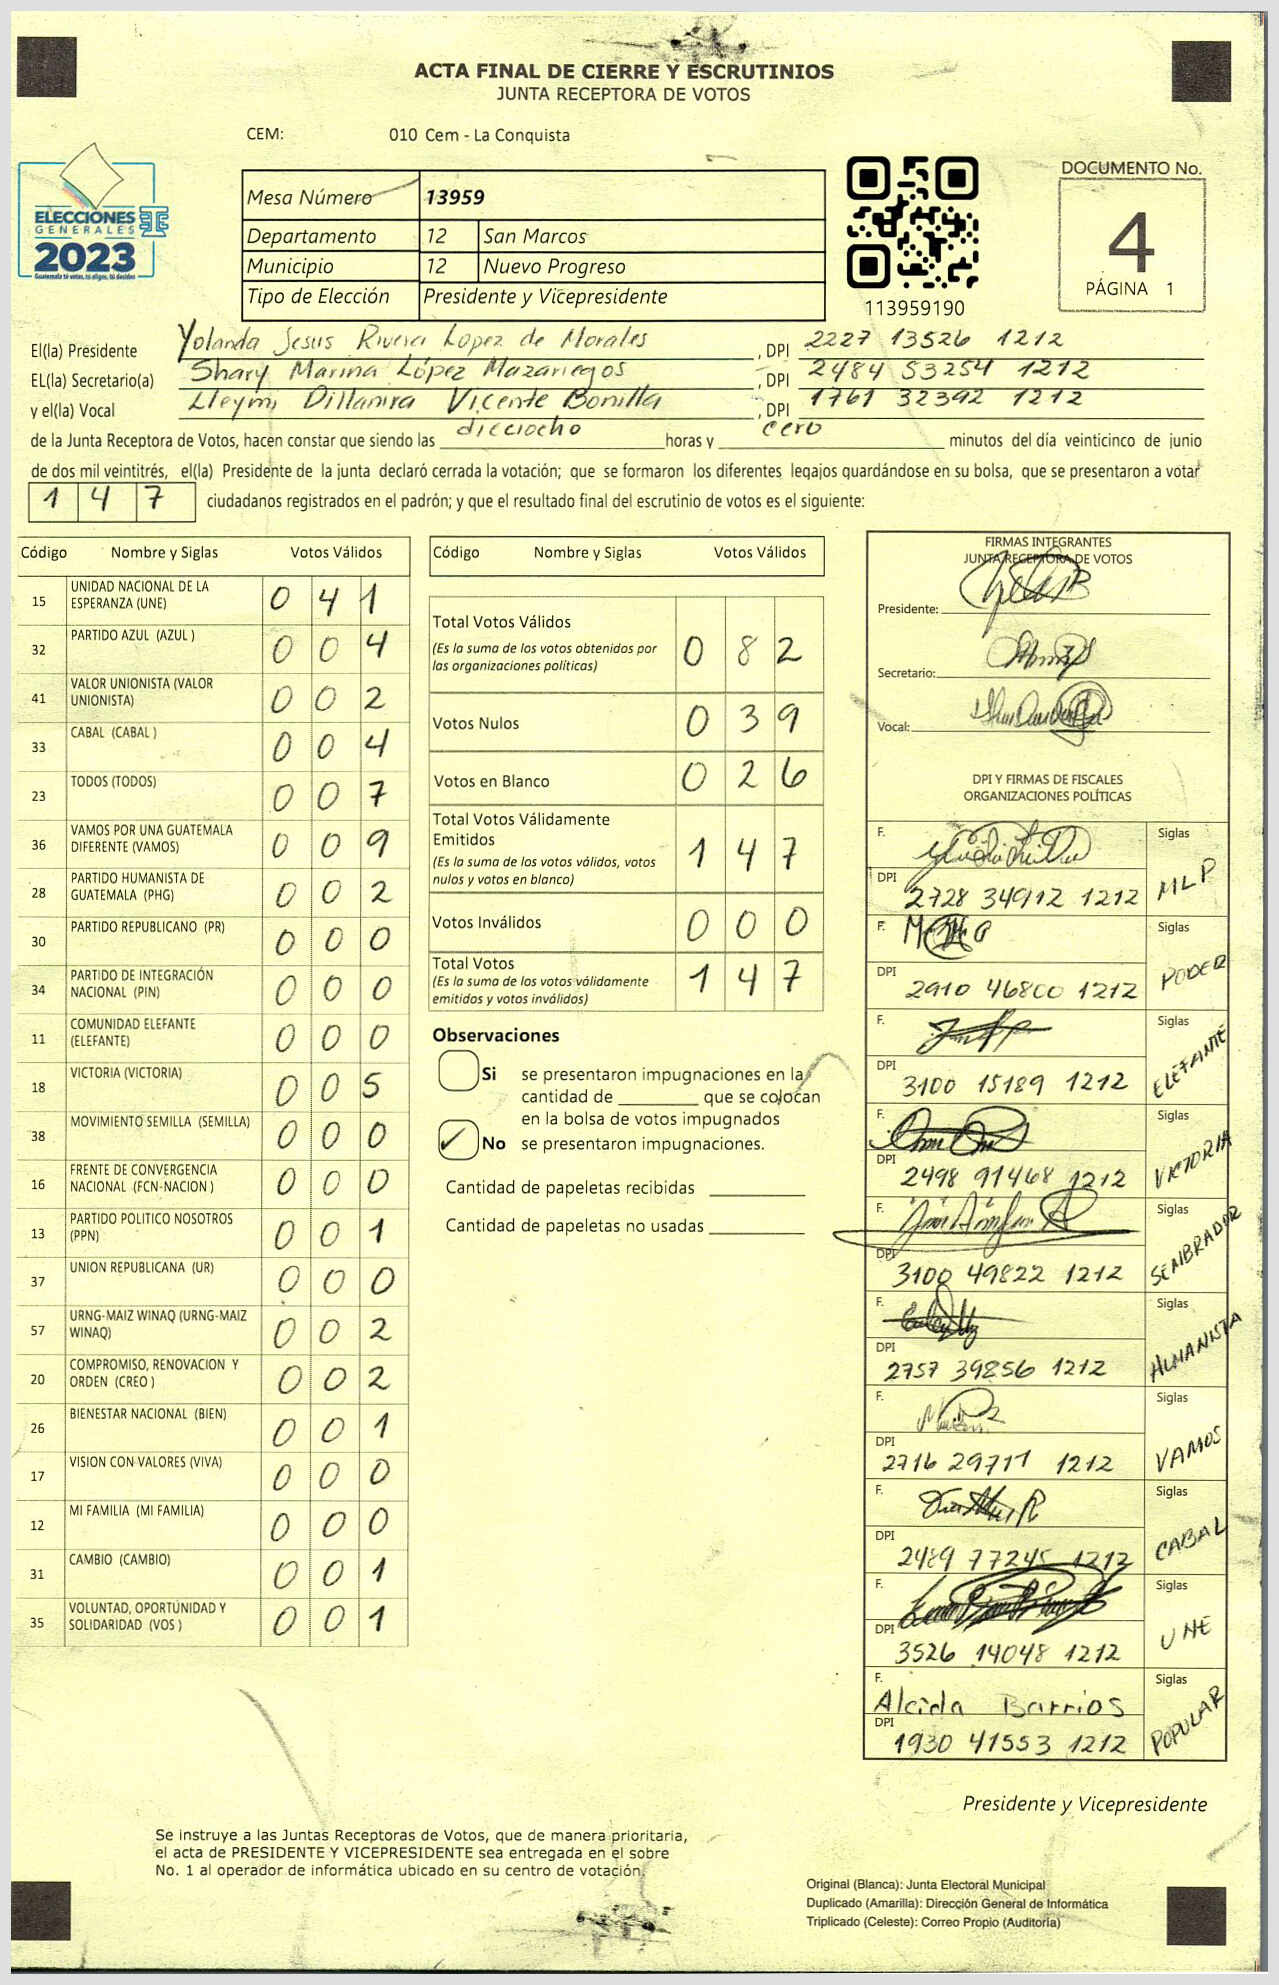 ACTA FINAL DE CIERRE Y ESCRUTINIOS
JUNTA RECEPTORA DE VOTOS
CEM: 010 Cem - La Conquista
ELECCIONES
GENERALES
2023
Guatemala tú votas, tú eliges, tú decides
Mesa Número 13959
Departamento 12 San Marcos
Municipio 12 Nuevo Progreso
Tipo de Elección Presidente y Vicepresidente
113959190
DOCUMENTO No.
4
PÁGINA 1
El(la) Presidente Yolanda Jesus Rivera Lopez de Morales , DPI 2227 13526 1212
EL(la) Secretario(a) Shary Marina López Mazariegos , DPI 2484 53254 1212
y el(la) Vocal Lleymi Vicente Bonilla , DPI 1761 32392 1212
de la Junta Receptora de Votos, hacen constar que siendo las dieciocho horas y cero minutos del día veinticinco de junio
de dos mil veintitrés, el(la) Presidente de la junta declaró cerrada la votación; que se formaron los diferentes legajos guardándose en su bolsa, que se presentaron a votar
1 4 7 ciudadanos registrados en el padrón; y que el resultado final del escrutinio de votos es el siguiente:
Código Nombre y Siglas Votos Válidos
15 UNIDAD NACIONAL DE LA ESPERANZA (UNE) 0 4 1
32 PARTIDO AZUL (AZUL ) 0 0 4
41 VALOR UNIONISTA (VALOR UNIONISTA) 0 0 2
33 CABAL (CABAL ) 0 0 4
23 TODOS (TODOS) 0 0 7
36 VAMOS POR UNA GUATEMALA DIFERENTE (VAMOS) 0 0 9
28 PARTIDO HUMANISTA DE GUATEMALA (PHG) 0 0 2
30 PARTIDO REPUBLICANO (PR) 0 0 0
34 PARTIDO DE INTEGRACIÓN NACIONAL (PIN) 0 0 0
11 COMUNIDAD ELEFANTE (ELEFANTE) 0 0 0
18 VICTORIA (VICTORIA) 0 0 5
38 MOVIMIENTO SEMILLA (SEMILLA) 0 0 0
16 FRENTE DE CONVERGENCIA NACIONAL (FCN-NACION ) 0 0 0
13 PARTIDO POLITICO NOSOTROS (PPN) 0 0 1
37 UNION REPUBLICANA (UR) 0 0 0
57 URNG-MAIZ WINAQ (URNG-MAIZ WINAQ) 0 0 2
20 COMPROMISO, RENOVACION Y ORDEN (CREO ) 0 0 2
26 BIENESTAR NACIONAL (BIEN) 0 0 1
17 VISION CON VALORES (VIVA) 0 0 0
12 MI FAMILIA (MI FAMILIA) 0 0 0
31 CAMBIO (CAMBIO) 0 0 1
35 VOLUNTAD, OPORTUNIDAD Y SOLIDARIDAD (VOS ) 0 0 1
Código Nombre y Siglas Votos Válidos
Total Votos Válidos
(Es la suma de los votos obtenidos por
las organizaciones politicas) 0 8 2
Votos Nulos 0 3 9
Votos en Blanco 0 2 6
Total Votos Válidamente
Emitidos
(Es la suma de los votos válidos, votos
nulos y votos en blanco) 1 4 7
Votos Inválidos 0 0 0
Total Votos
(Es la suma de los votos válidamente
emitidos y votos inválidos) 1 4 7
Observaciones
Si se presentaron impugnaciones en la
cantidad de ________ que se colocan
en la bolsa de votos impugnados
✓ No se presentaron impugnaciones.
Cantidad de papeletas recibidas
Cantidad de papeletas no usadas
FIRMAS INTEGRANTES
JUNTA RECEPTORA DE VOTOS
Presidente:
Secretario:
Vocal:
DPI Y FIRMAS DE FISCALES
ORGANIZACIONES POLÍTICAS
F. Siglas
DPI 2728 34912 1212 MLP
F. Siglas
DPI 2910 46800 1212 PODER
F. Siglas
DPI 3100 15189 1212 ELEFANTE
F. Siglas
DPI 2498 91468 1212 VICTORIA
F. Siglas
DPI 3100 49822 1212 SEMBRADOR
F. Siglas
DPI 2757 39856 1212 HUMANISTA
F. Siglas
DPI 2716 29711 1212 VAMOS
F. Siglas
DPI 2489 77245 1212 CABAL
F. Siglas
DPI 3526 14048 1212 UNE
F. Alcida Barrios Siglas
DPI 1930 41553 1212 POPULAR
Presidente y Vicepresidente
Se instruye a las Juntas Receptoras de Votos, que de manera prioritaria,
el acta de PRESIDENTE Y VICEPRESIDENTE sea entregada en el sobre
No. 1 al operador de informática ubicado en su centro de votación.
Original (Blanca): Junta Electoral Municipal
Duplicado (Amarilla): Dirección General de Informática
Triplicado (Celeste): Correo Propio (Auditoría)